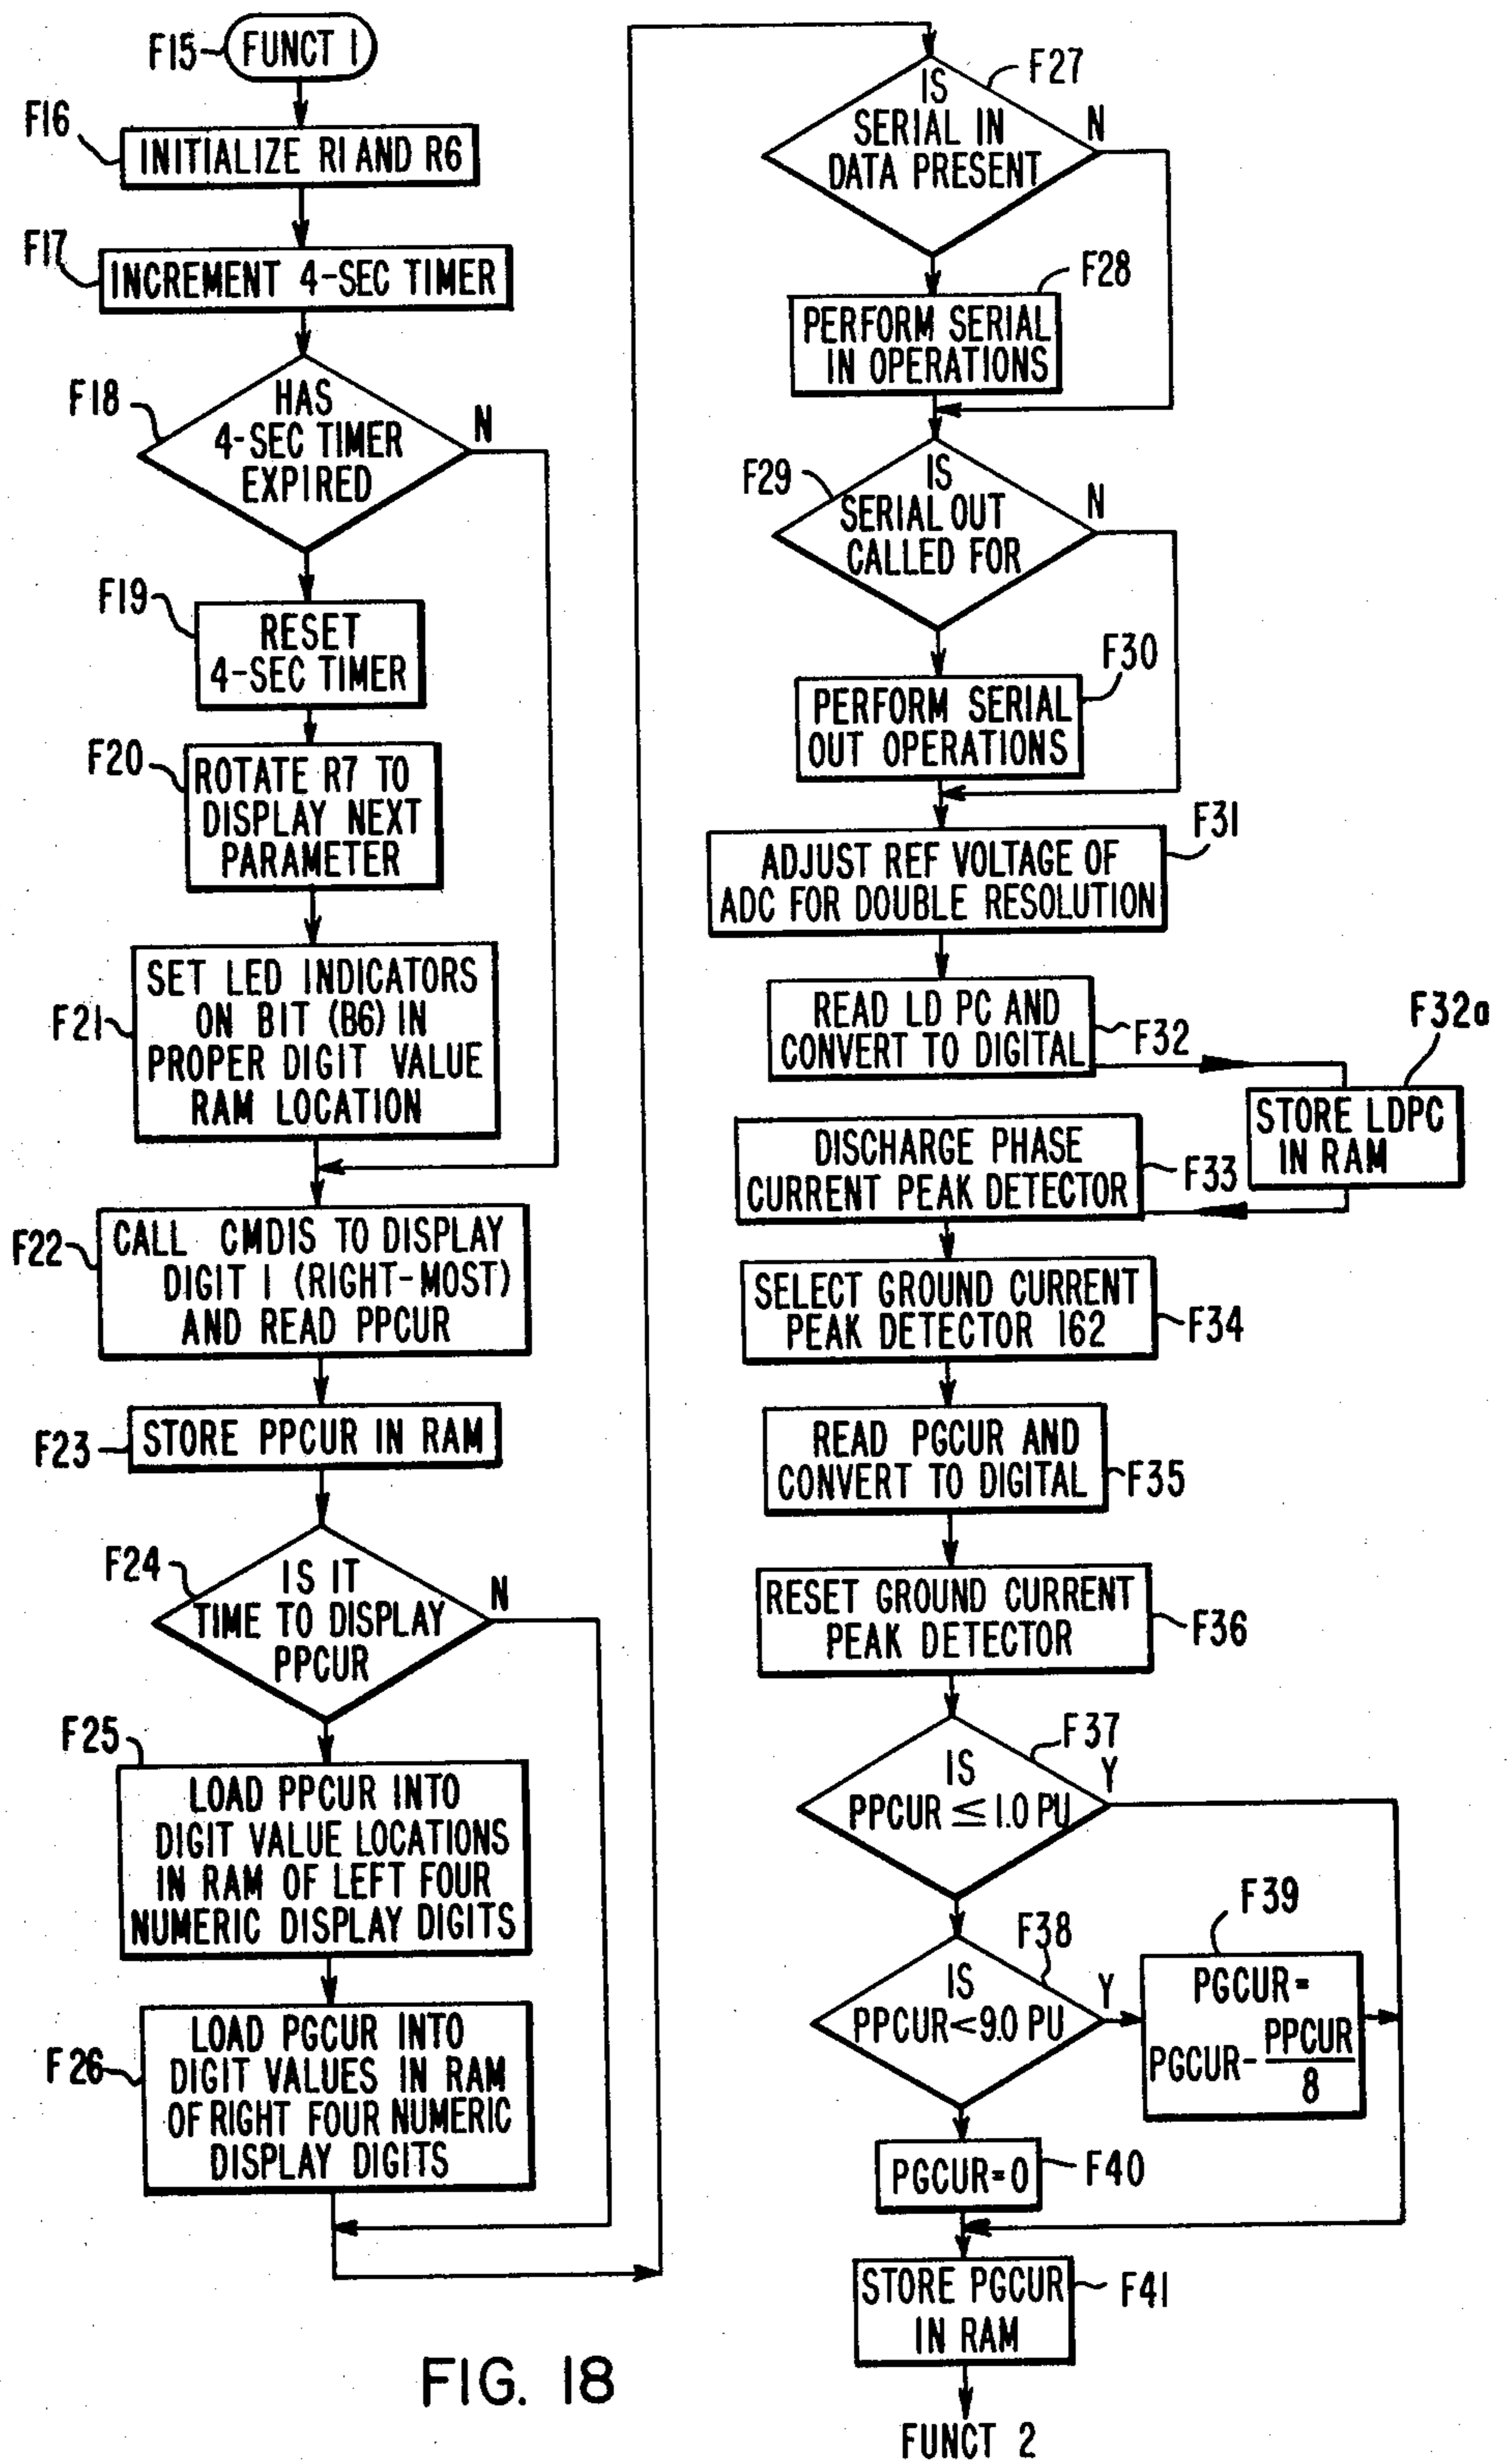 F15
FUNCT 1
F16
INITIALIZE R1 AND R6
F17
INCREMENT 4-SEC TIMER
F18
HAS
4-SEC TIMER
EXPIRED
N
F19
RESET
4-SEC TIMER
F20
ROTATE R7 TO
DISPLAY NEXT
PARAMETER
F21
SET LED INDICATORS
ON BIT (B6) IN
PROPER DIGIT VALUE
RAM LOCATION
F22
CALL CMDIS TO DISPLAY
DIGIT 1 (RIGHT-MOST)
AND READ PPCUR
F23
STORE PPCUR IN RAM
F24
IS IT
TIME TO DISPLAY
PPCUR
N
F25
LOAD PPCUR INTO
DIGIT VALUE LOCATIONS
IN RAM OF LEFT FOUR
NUMERIC DISPLAY DIGITS
F26
LOAD PGCUR INTO
DIGIT VALUES IN RAM
OF RIGHT FOUR NUMERIC
DISPLAY DIGITS
F27
IS
SERIAL IN
DATA PRESENT
N
F28
PERFORM SERIAL
IN OPERATIONS
F29
IS
SERIAL OUT
CALLED FOR
N
F30
PERFORM SERIAL
OUT OPERATIONS
F31
ADJUST REF VOLTAGE OF
ADC FOR DOUBLE RESOLUTION
READ LD PC AND
CONVERT TO DIGITAL
F32
F32a
STORE LDPC
IN RAM
DISCHARGE PHASE
CURRENT PEAK DETECTOR
F33
SELECT GROUND CURRENT
PEAK DETECTOR 162
F34
READ PGCUR AND
CONVERT TO DIGITAL
F35
RESET GROUND CURRENT
PEAK DETECTOR
F36
F37
IS
PPCUR ≤ 1.0 PU
Y
F38
IS
PPCUR<9.0 PU
Y
F39
PGCUR=
PGCUR- PPCUR
8
PGCUR=0
F40
STORE PGCUR
IN RAM
F41
FUNCT 2
FIG. 18